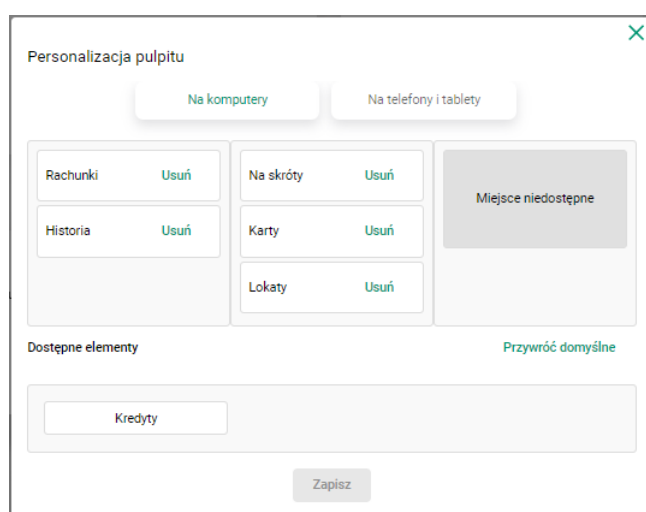 Personalizacja pulpitu
Na komputery
Na telefony i tablety
Rachunki Usuń
Historia Usuń
Na skróty Usuń
Karty Usuń
Lokaty Usuń
Miejsce niedostępne
Dostępne elementy
Przywróć domyślne
Kredyty
Zapisz